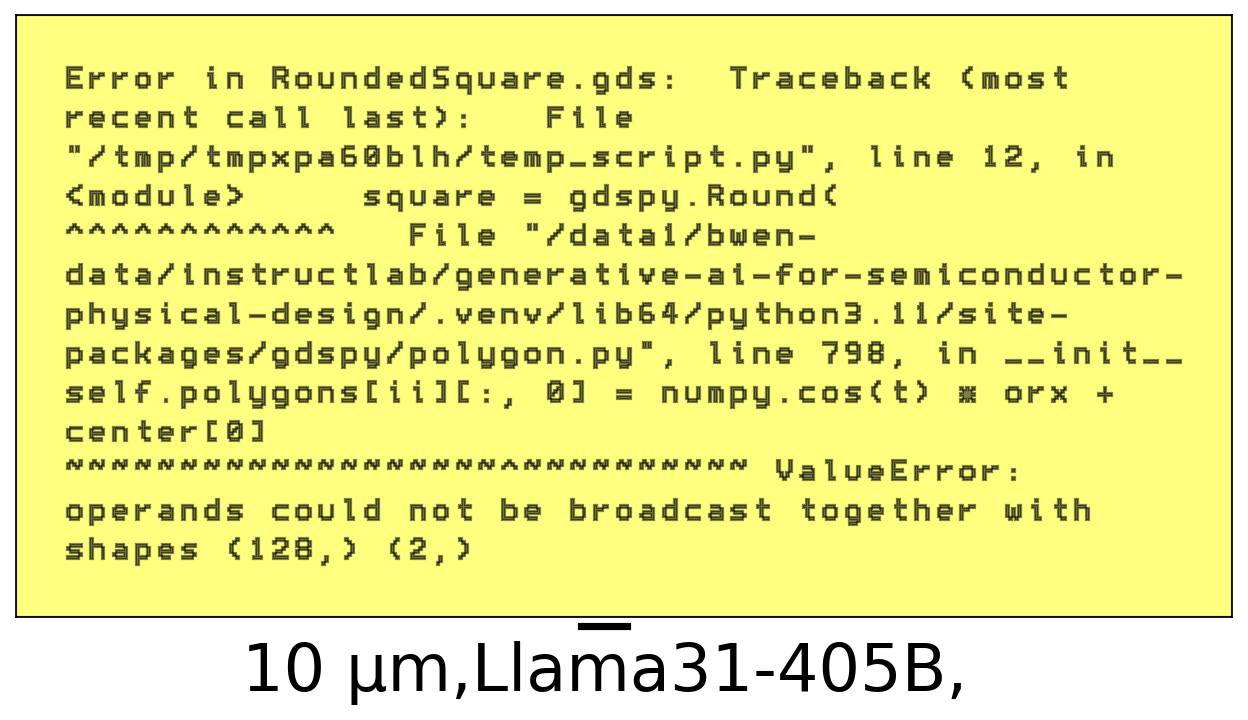 Error in RoundedSquare.gds:  Traceback (most
recent call last):   File
"/tmp/tmpxpa60blh/temp_script.py", line 12, in
<module>     square = gdspy.Round(
^^^^^^^^^^^^   File "/data1/bwen-
data/instructlab/generative-ai-for-semiconductor-
physical-design/.venv/lib64/python3.11/site-
packages/gdspy/polygon.py", line 798, in __init__
self.polygons[ii][:, 0] = numpy.cos(t) * orx +
center[0]
~~~~~~~~~~~~~~~~~~~^~~~~~~~~~ ValueError:
operands could not be broadcast together with
shapes (128,) (2,)
10 µm,Llama31-405B,